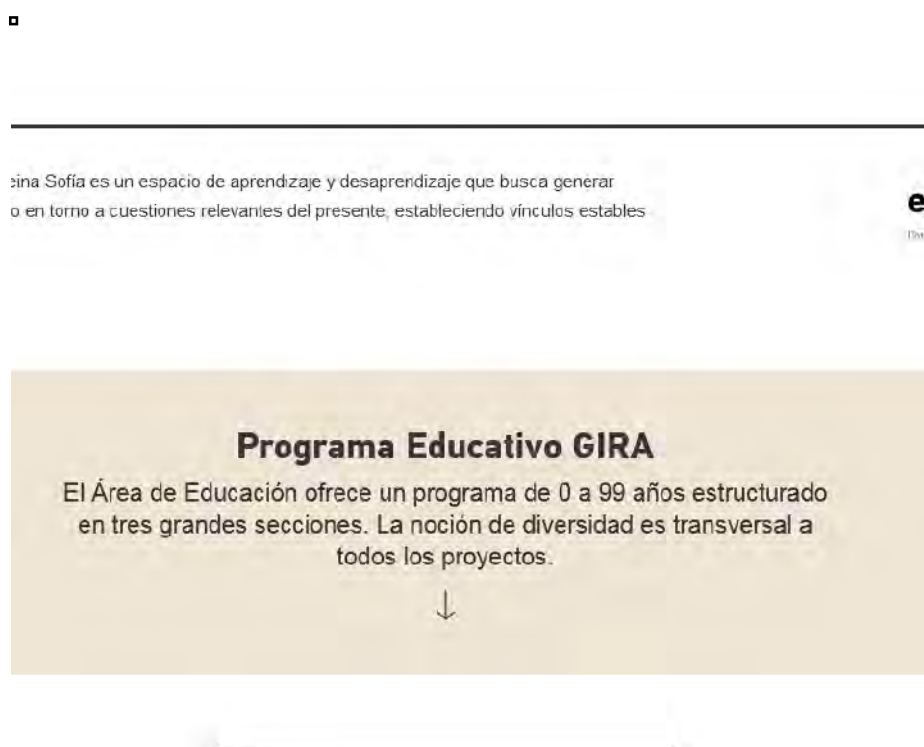 eina Sofía es un espacio de aprendizaje y desaprendizaje que busca generar
o en torno a cuestiones relevantes del presente, estableciendo vínculos estables
e
Programa Educativo GIRA
El Área de Educación ofrece un programa de 0 a 99 años estructurado
en tres grandes secciones. La noción de diversidad es transversal a
todos los proyectos.